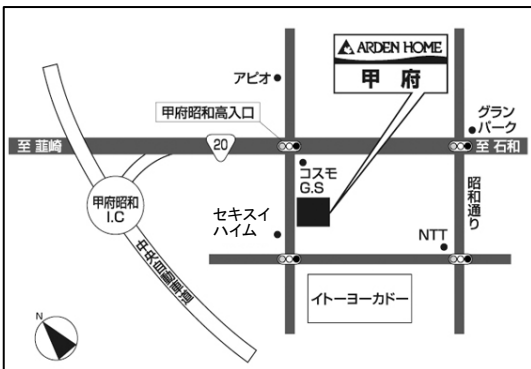 ARDEN HOME
甲府
アピオ
甲府昭和高入口
グラン
パーク
至 韮崎
20
至 石和
コスモ
G.S
甲府昭和
I.C
セキスイ
ハイム
昭和通り
NTT
中央自動車道
イトーヨーカドー
N